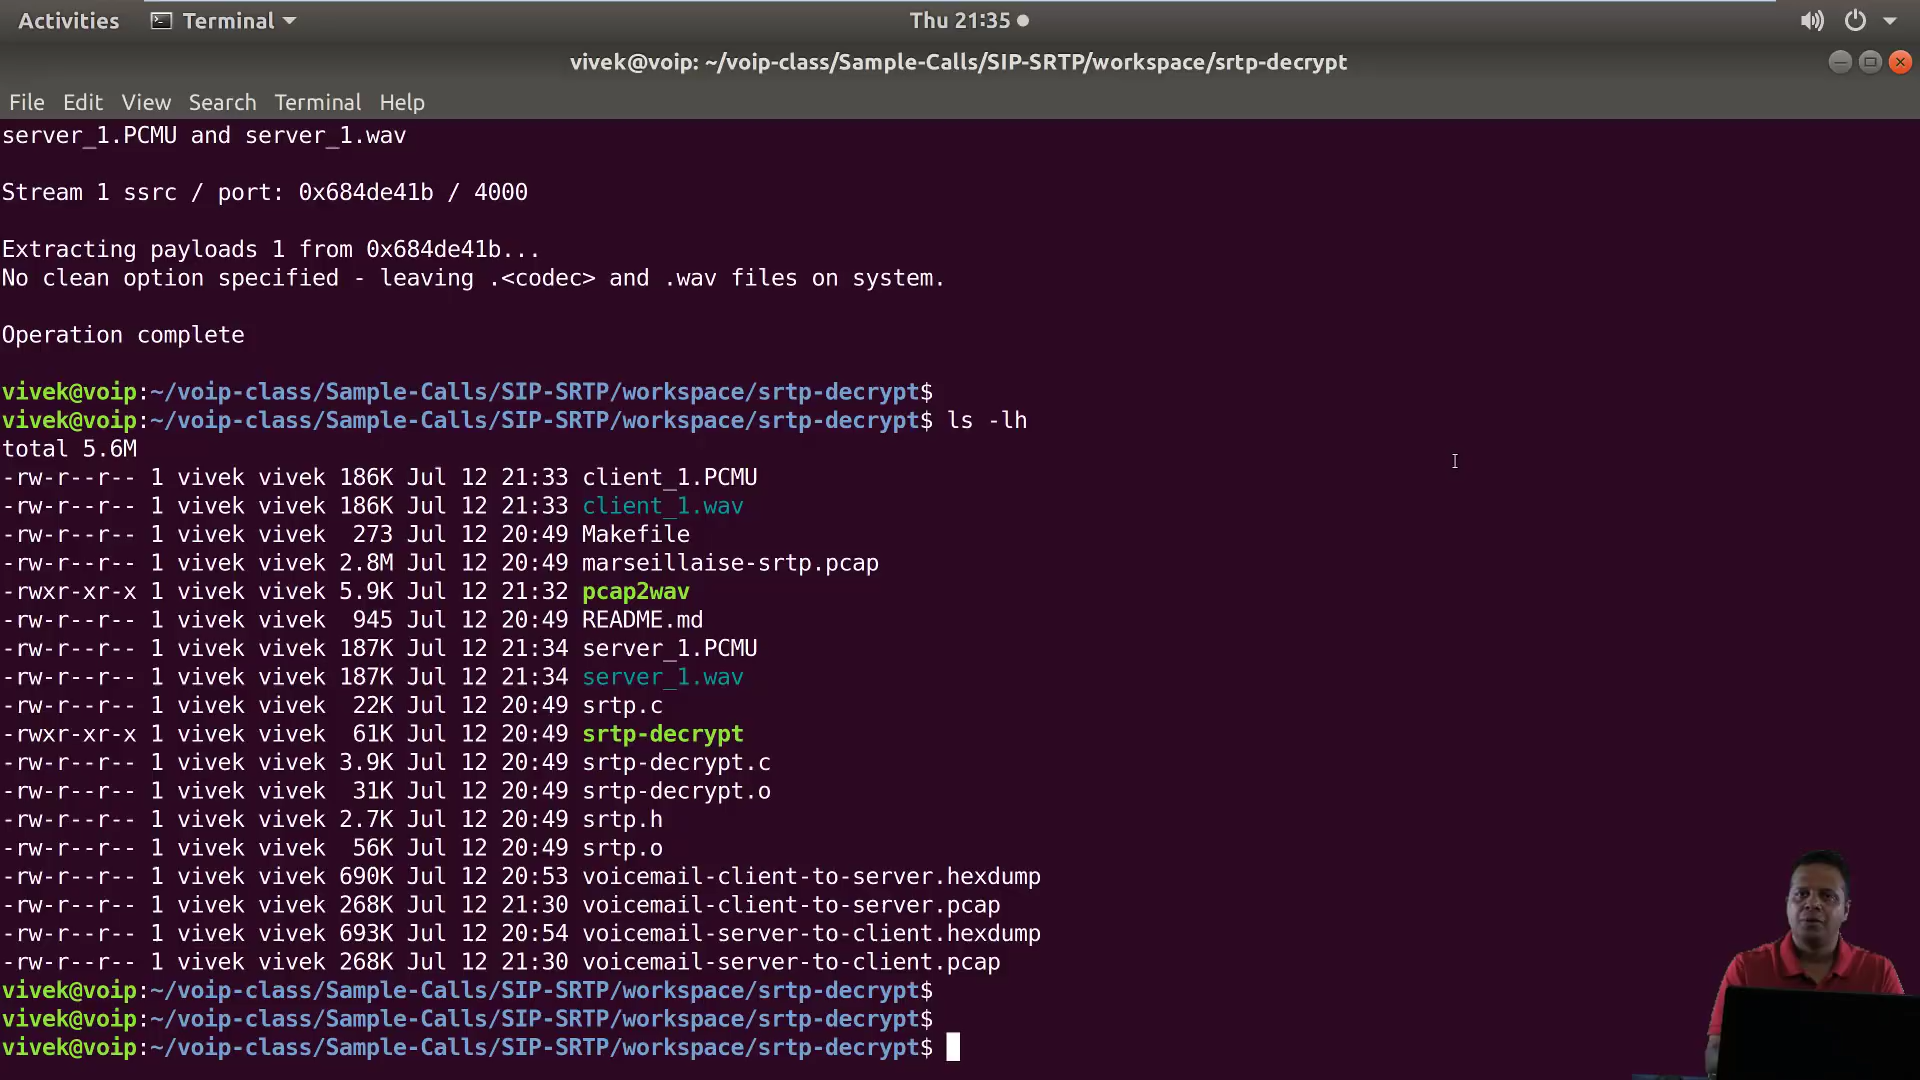 Activities Terminal Thu 21:35
vivek@voip: ~/voip-class/Sample-Calls/SIP-SRTP/workspace/srtp-decrypt
File Edit View Search Terminal Help
server_1.PCMU and server_1.wav
Stream 1 ssrc / port: 0x684de41b / 4000
Extracting payloads 1 from 0x684de41b...
No clean option specified - leaving .<codec> and .wav files on system.
Operation complete
vivek@voip:~/voip-class/Sample-Calls/SIP-SRTP/workspace/srtp-decrypt$
vivek@voip:~/voip-class/Sample-Calls/SIP-SRTP/workspace/srtp-decrypt$ ls -lh
total 5.6M
-rw-r--r-- 1 vivek vivek 186K Jul 12 21:33 client_1.PCMU
-rw-r--r-- 1 vivek vivek 186K Jul 12 21:33 client_1.wav
-rw-r--r-- 1 vivek vivek  273 Jul 12 20:49 Makefile
-rw-r--r-- 1 vivek vivek 2.8M Jul 12 20:49 marseillaise-srtp.pcap
-rwxr-xr-x 1 vivek vivek 5.9K Jul 12 21:32 pcap2wav
-rw-r--r-- 1 vivek vivek  945 Jul 12 20:49 README.md
-rw-r--r-- 1 vivek vivek 187K Jul 12 21:34 server_1.PCMU
-rw-r--r-- 1 vivek vivek 187K Jul 12 21:34 server_1.wav
-rw-r--r-- 1 vivek vivek  22K Jul 12 20:49 srtp.c
-rwxr-xr-x 1 vivek vivek  61K Jul 12 20:49 srtp-decrypt
-rw-r--r-- 1 vivek vivek 3.9K Jul 12 20:49 srtp-decrypt.c
-rw-r--r-- 1 vivek vivek  31K Jul 12 20:49 srtp-decrypt.o
-rw-r--r-- 1 vivek vivek 2.7K Jul 12 20:49 srtp.h
-rw-r--r-- 1 vivek vivek  56K Jul 12 20:49 srtp.o
-rw-r--r-- 1 vivek vivek 690K Jul 12 20:53 voicemail-client-to-server.hexdump
-rw-r--r-- 1 vivek vivek 268K Jul 12 21:30 voicemail-client-to-server.pcap
-rw-r--r-- 1 vivek vivek 693K Jul 12 20:54 voicemail-server-to-client.hexdump
-rw-r--r-- 1 vivek vivek 268K Jul 12 21:30 voicemail-server-to-client.pcap
vivek@voip:~/voip-class/Sample-Calls/SIP-SRTP/workspace/srtp-decrypt$
vivek@voip:~/voip-class/Sample-Calls/SIP-SRTP/workspace/srtp-decrypt$
vivek@voip:~/voip-class/Sample-Calls/SIP-SRTP/workspace/srtp-decrypt$